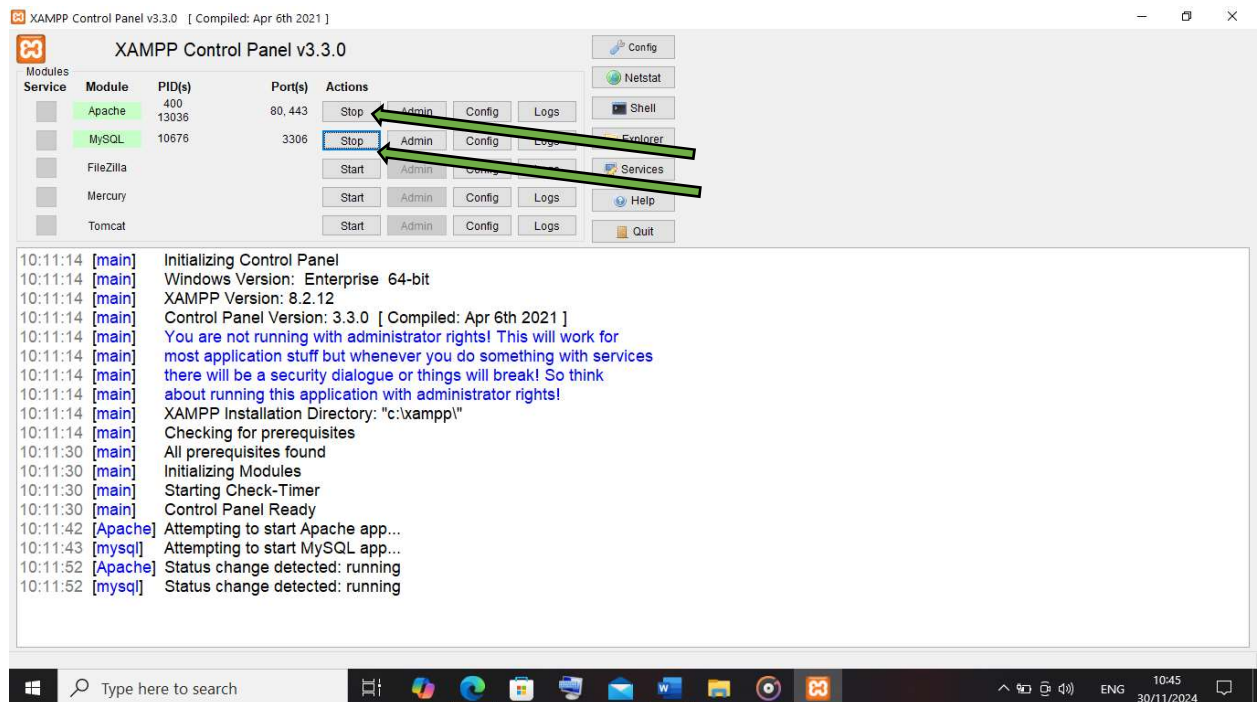 XAMPP Control Panel v3.3.0 [ Compiled: Apr 6th 2021 ]
XAMPP Control Panel v3.3.0
Config
Modules
Netstat
Service Module PID(s) Port(s) Actions
Shell
Apache 400 13036 80, 443 Stop Admin Config Logs
Explorer
MySQL 10676 3306 Stop Admin Config Logs
Services
FileZilla Start Admin Config Logs
Help
Mercury Start Admin Config Logs
Quit
Tomcat Start Admin Config Logs
10:11:14 [main] Initializing Control Panel
10:11:14 [main] Windows Version: Enterprise 64-bit
10:11:14 [main] XAMPP Version: 8.2.12
10:11:14 [main] Control Panel Version: 3.3.0 [ Compiled: Apr 6th 2021 ]
10:11:14 [main] You are not running with administrator rights! This will work for
10:11:14 [main] most application stuff but whenever you do something with services
10:11:14 [main] there will be a security dialogue or things will break! So think
10:11:14 [main] about running this application with administrator rights!
10:11:14 [main] XAMPP Installation Directory: "c:\xampp\"
10:11:14 [main] Checking for prerequisites
10:11:30 [main] All prerequisites found
10:11:30 [main] Initializing Modules
10:11:30 [main] Starting Check-Timer
10:11:30 [main] Control Panel Ready
10:11:42 [Apache] Attempting to start Apache app...
10:11:43 [mysql] Attempting to start MySQL app...
10:11:52 [Apache] Status change detected: running
10:11:52 [mysql] Status change detected: running
Type here to search
ENG
10:45
30/11/2024